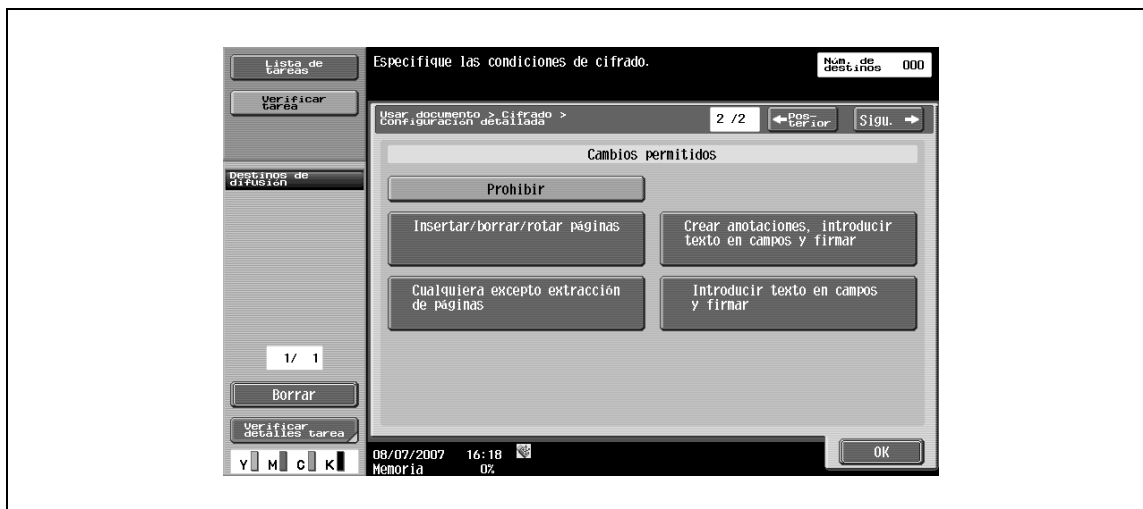 Lista de
tareas
Verificar
tarea
Destinos de
difusión
1/ 1
Borrar
Verificar
detalles tarea
Y M C K
Especifique las condiciones de cifrado.
Núm. de
destinos 000
Usar documento > Cifrado >
Configuración detallada
2 /2
←Pos-
terior
Sigu. →
Cambios permitidos
Prohibir
Insertar/borrar/rotar páginas
Crear anotaciones, introducir
texto en campos y firmar
Cualquiera excepto extracción
de páginas
Introducir texto en campos
y firmar
08/07/2007 16:18
Memoria 0%
OK